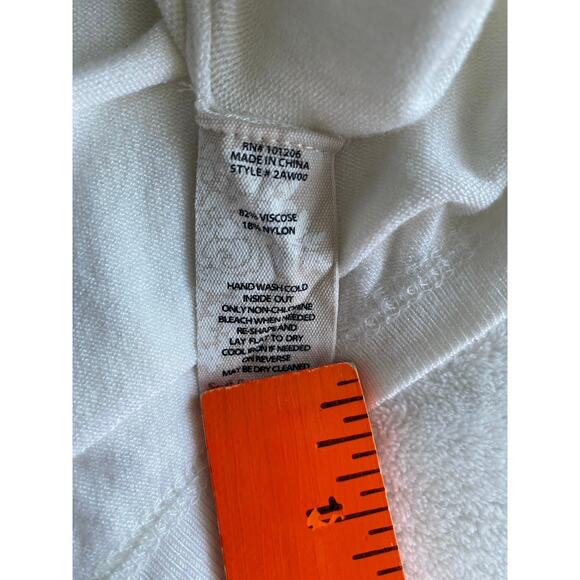 RN# 101206
MADE IN CHINA
STYLE # 2AW00
82% VISCOSE
18% NYLON
HAND WASH COLD
INSIDE OUT
ONLY NON-CHLORINE
BLEACH WHEN NEEDED
RE-SHAPE AND
LAY FLAT TO DRY
COOL IRON IF NEEDED
ON REVERSE
MAY BE DRY CLEANED